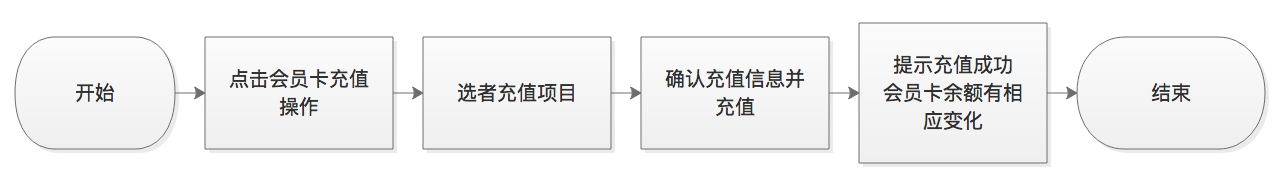 开始
点击会员卡充值
操作
选者充值项目
确认充值信息并
充值
提示充值成功
会员卡余额有相
应变化
结束